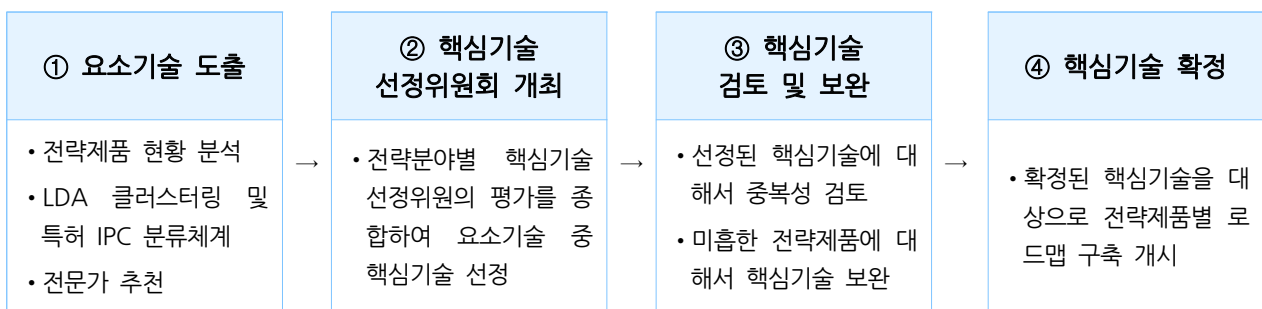 ① 요소기술 도출
• 전략제품 현황 분석
• LDA 클러스터링 및
특허 IPC 분류체계
• 전문가 추천
→
② 핵심기술
선정위원회 개최
• 전략분야별 핵심기술
선정위원의 평가를 종
합하여 요소기술 중
핵심기술 선정
→
③ 핵심기술
검토 및 보완
• 선정된 핵심기술에 대
해서 중복성 검토
• 미흡한 전략제품에 대
해서 핵심기술 보완
→
④ 핵심기술 확정
• 확정된 핵심기술을 대
상으로 전략제품별 로
드맵 구축 개시